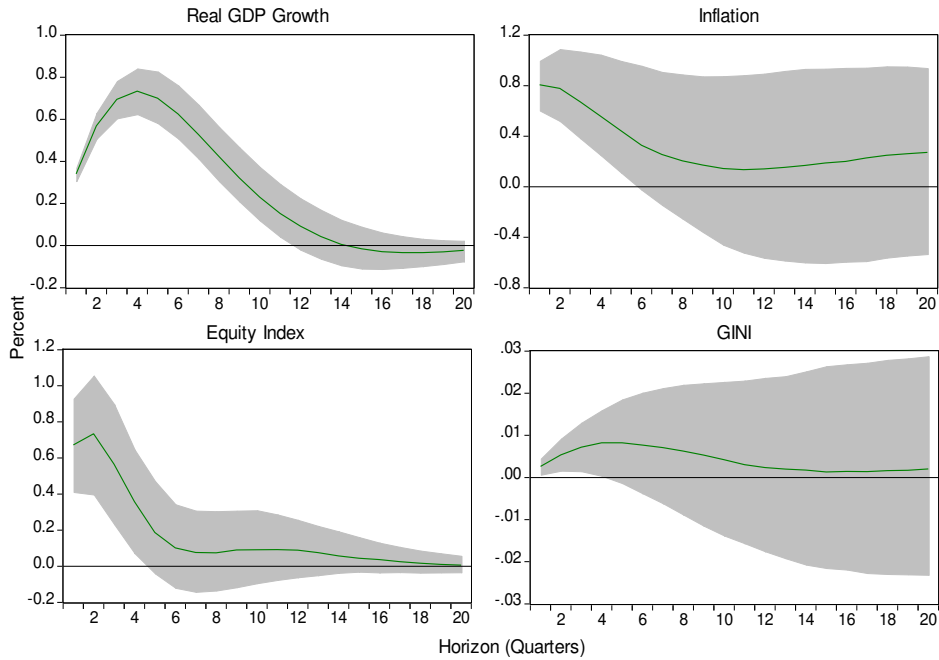 Real GDP Growth
1.0
0.8
0.6
0.4
0.2
0.0
-0.2
2 4 6 8 10 12 14 16 18 20
Inflation
1.2
0.8
0.4
0.0
-0.4
-0.8
2 4 6 8 10 12 14 16 18 20
Percent
Equity Index
1.2
1.0
0.8
0.6
0.4
0.2
0.0
-0.2
2 4 6 8 10 12 14 16 18 20
GINI
.03
.02
.01
.00
-.01
-.02
-.03
2 4 6 8 10 12 14 16 18 20
Horizon (Quarters)